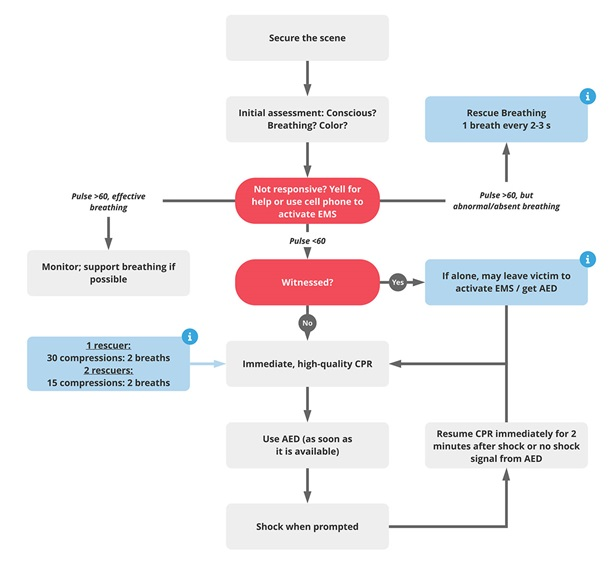 Secure the scene
Initial assessment: Conscious?
Breathing? Color?
i
Rescue Breathing
1 breath every 2-3 s
Not responsive? Yell for
help or use cell phone to
activate EMS
Pulse >60, effective
breathing
Pulse >60, but
abnormal/absent breathing
Pulse <60
Monitor; support breathing if
possible
Witnessed?
Yes
i
If alone, may leave victim to
activate EMS / get AED
No
i
1 rescuer:
30 compressions: 2 breaths
2 rescuers:
15 compressions: 2 breaths
Immediate, high-quality CPR
Use AED (as soon as
it is available)
Resume CPR immediately for 2
minutes after shock or no shock
signal from AED
Shock when prompted